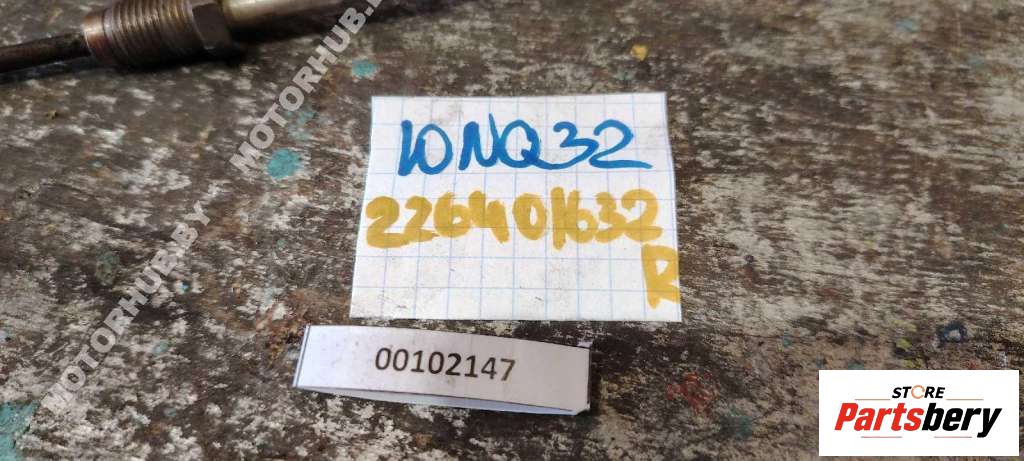 MOTORHUB.BY
MOTORHUB.BY
10NQ32
226401632
R
00102147
STORE
Partsbery